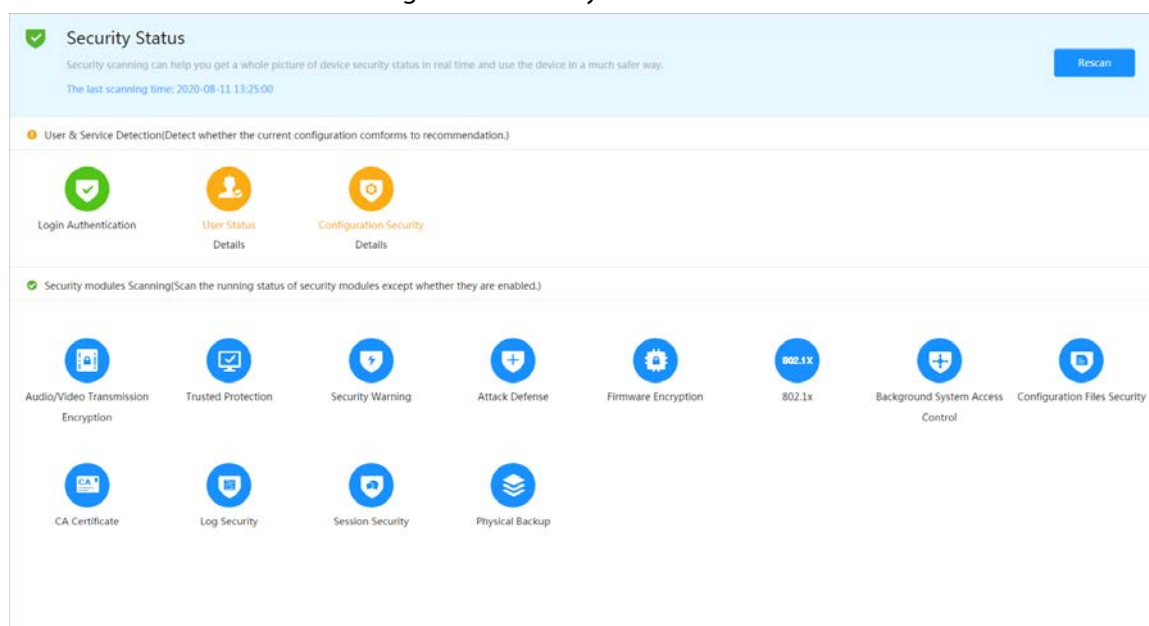 Security Status
Security scanning can help you get a whole picture of device security status in real time and use the device in a much safer way.
Rescan
The last scanning time: 2020-08-11 13:25:00
User & Service Detection(Detect whether the current configuration comforms to recommendation.)
Login Authentication
User Status
Configuration Security
Details
Details
Security modules Scanning(Scan the running status of security modules except whether they are enabled.)
802.1X
Audio/Video Transmission
Encryption
Trusted Protection
Security Warning
Attack Defense
Firmware Encryption
802.1x
Background System Access
Control
Configuration Files Security
CA
CA Certificate
Log Security
Session Security
Physical Backup